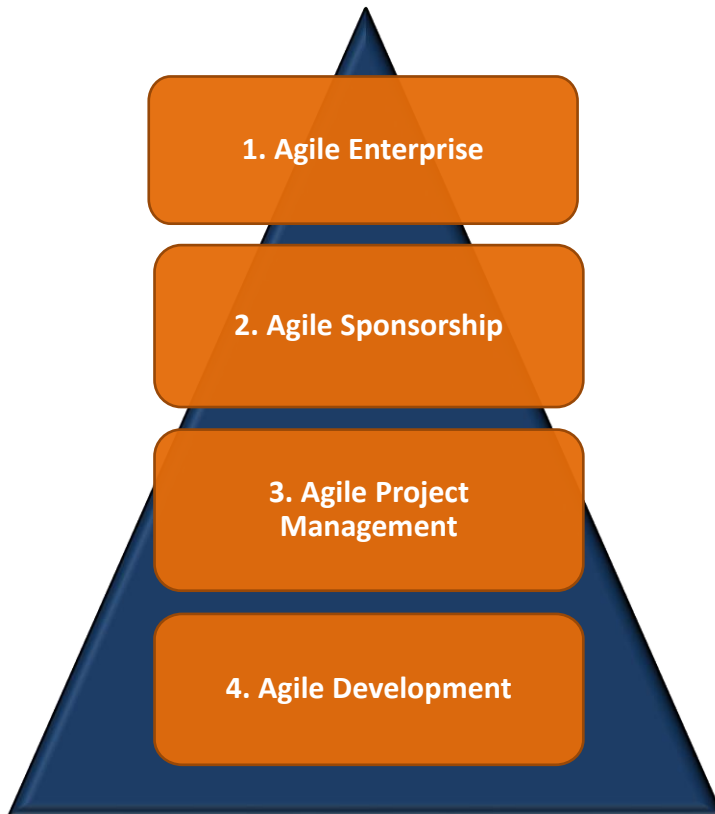 1. Agile Enterprise
2. Agile Sponsorship
3. Agile Project
Management
4. Agile Development